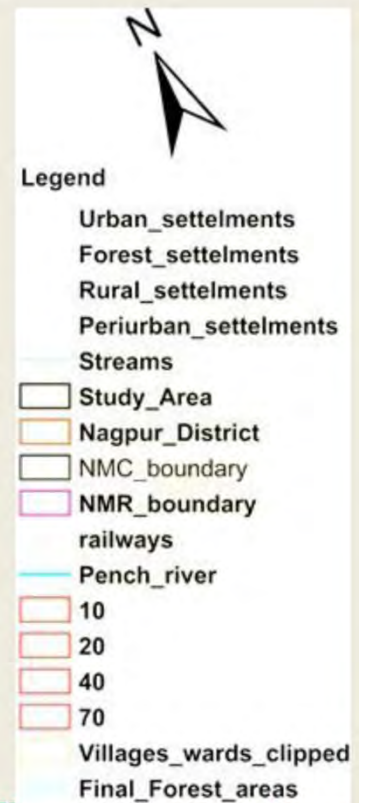 N
Legend
Urban_settelments
Forest_settelments
Rural_settelments
Periurban_settelments
Streams
Study_Area
Nagpur_District
NMC_boundary
NMR_boundary
railways
Pench_river
10
20
40
70
Villages_wards_clipped
Final_Forest_areas